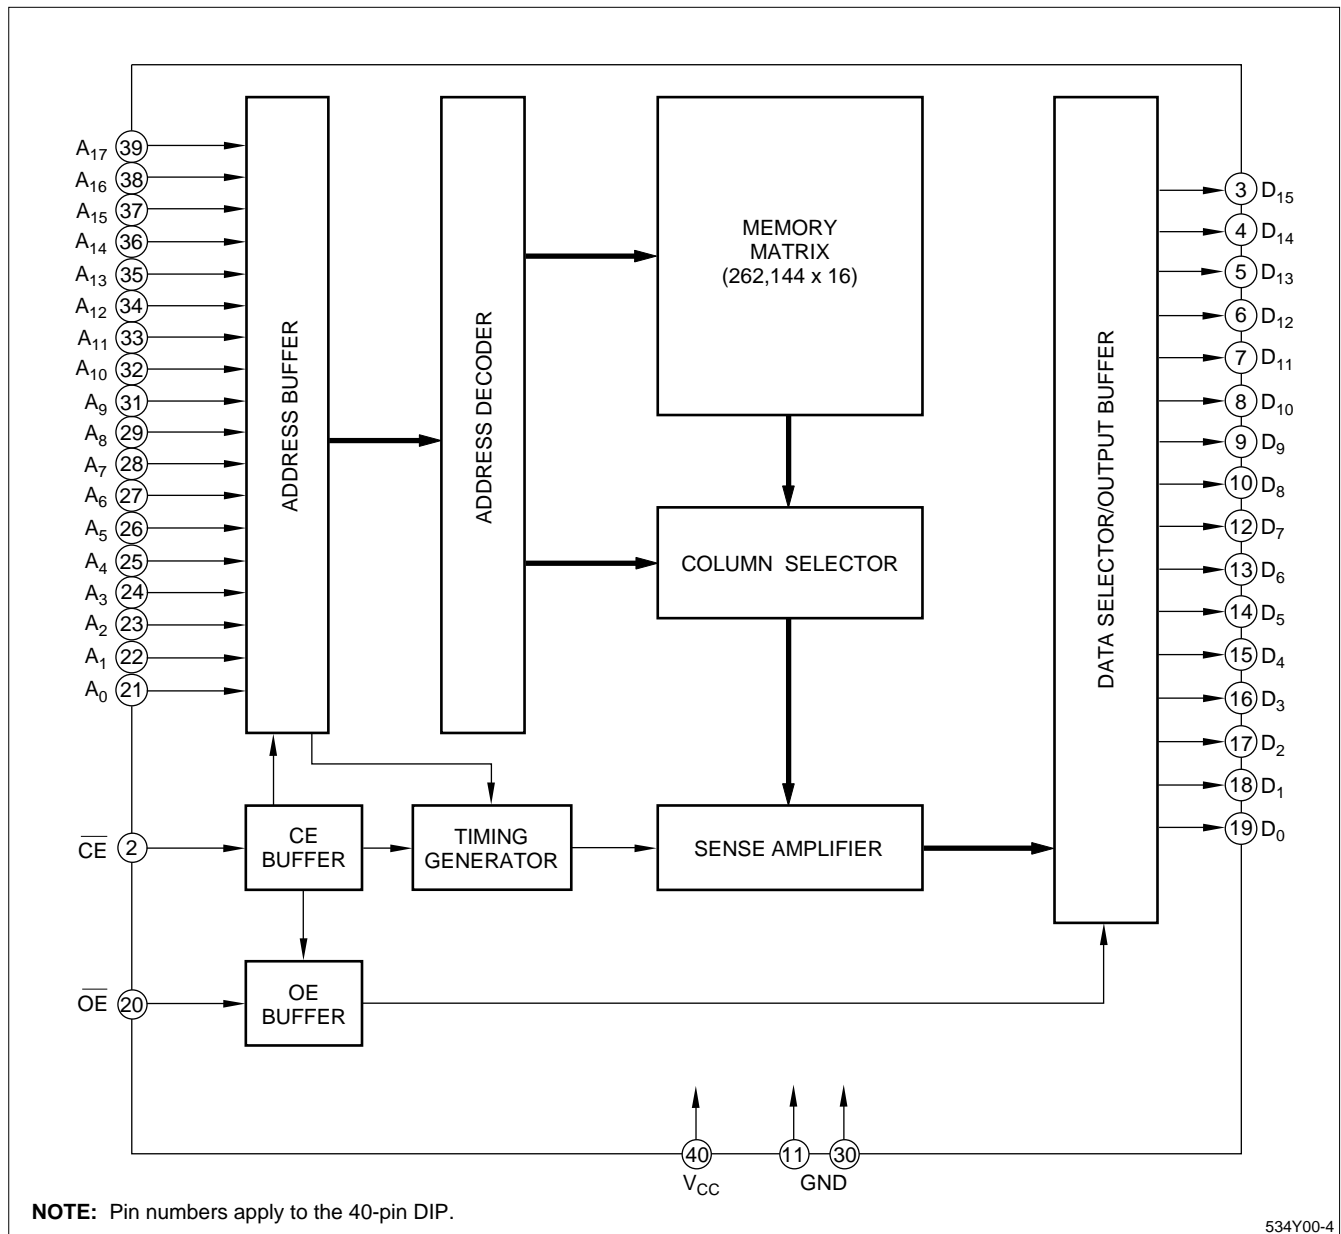 A17 39
A16 38
A15 37
A14 36
A13 35
A12 34
A11 33
A10 32
A9 31
A8 29
A7 28
A6 27
A5 26
A4 25
A3 24
A2 23
A1 22
A0 21
CE 2
OE 20
ADDRESS BUFFER
ADDRESS DECODER
MEMORY
MATRIX
(262,144 x 16)
COLUMN SELECTOR
SENSE AMPLIFIER
CE
BUFFER
TIMING
GENERATOR
OE
BUFFER
DATA SELECTOR/OUTPUT BUFFER
3 D15
4 D14
5 D13
6 D12
7 D11
8 D10
9 D9
10 D8
12 D7
13 D6
14 D5
15 D4
16 D3
17 D2
18 D1
19 D0
40 11 30
VCC GND
NOTE: Pin numbers apply to the 40-pin DIP.
534Y00-4